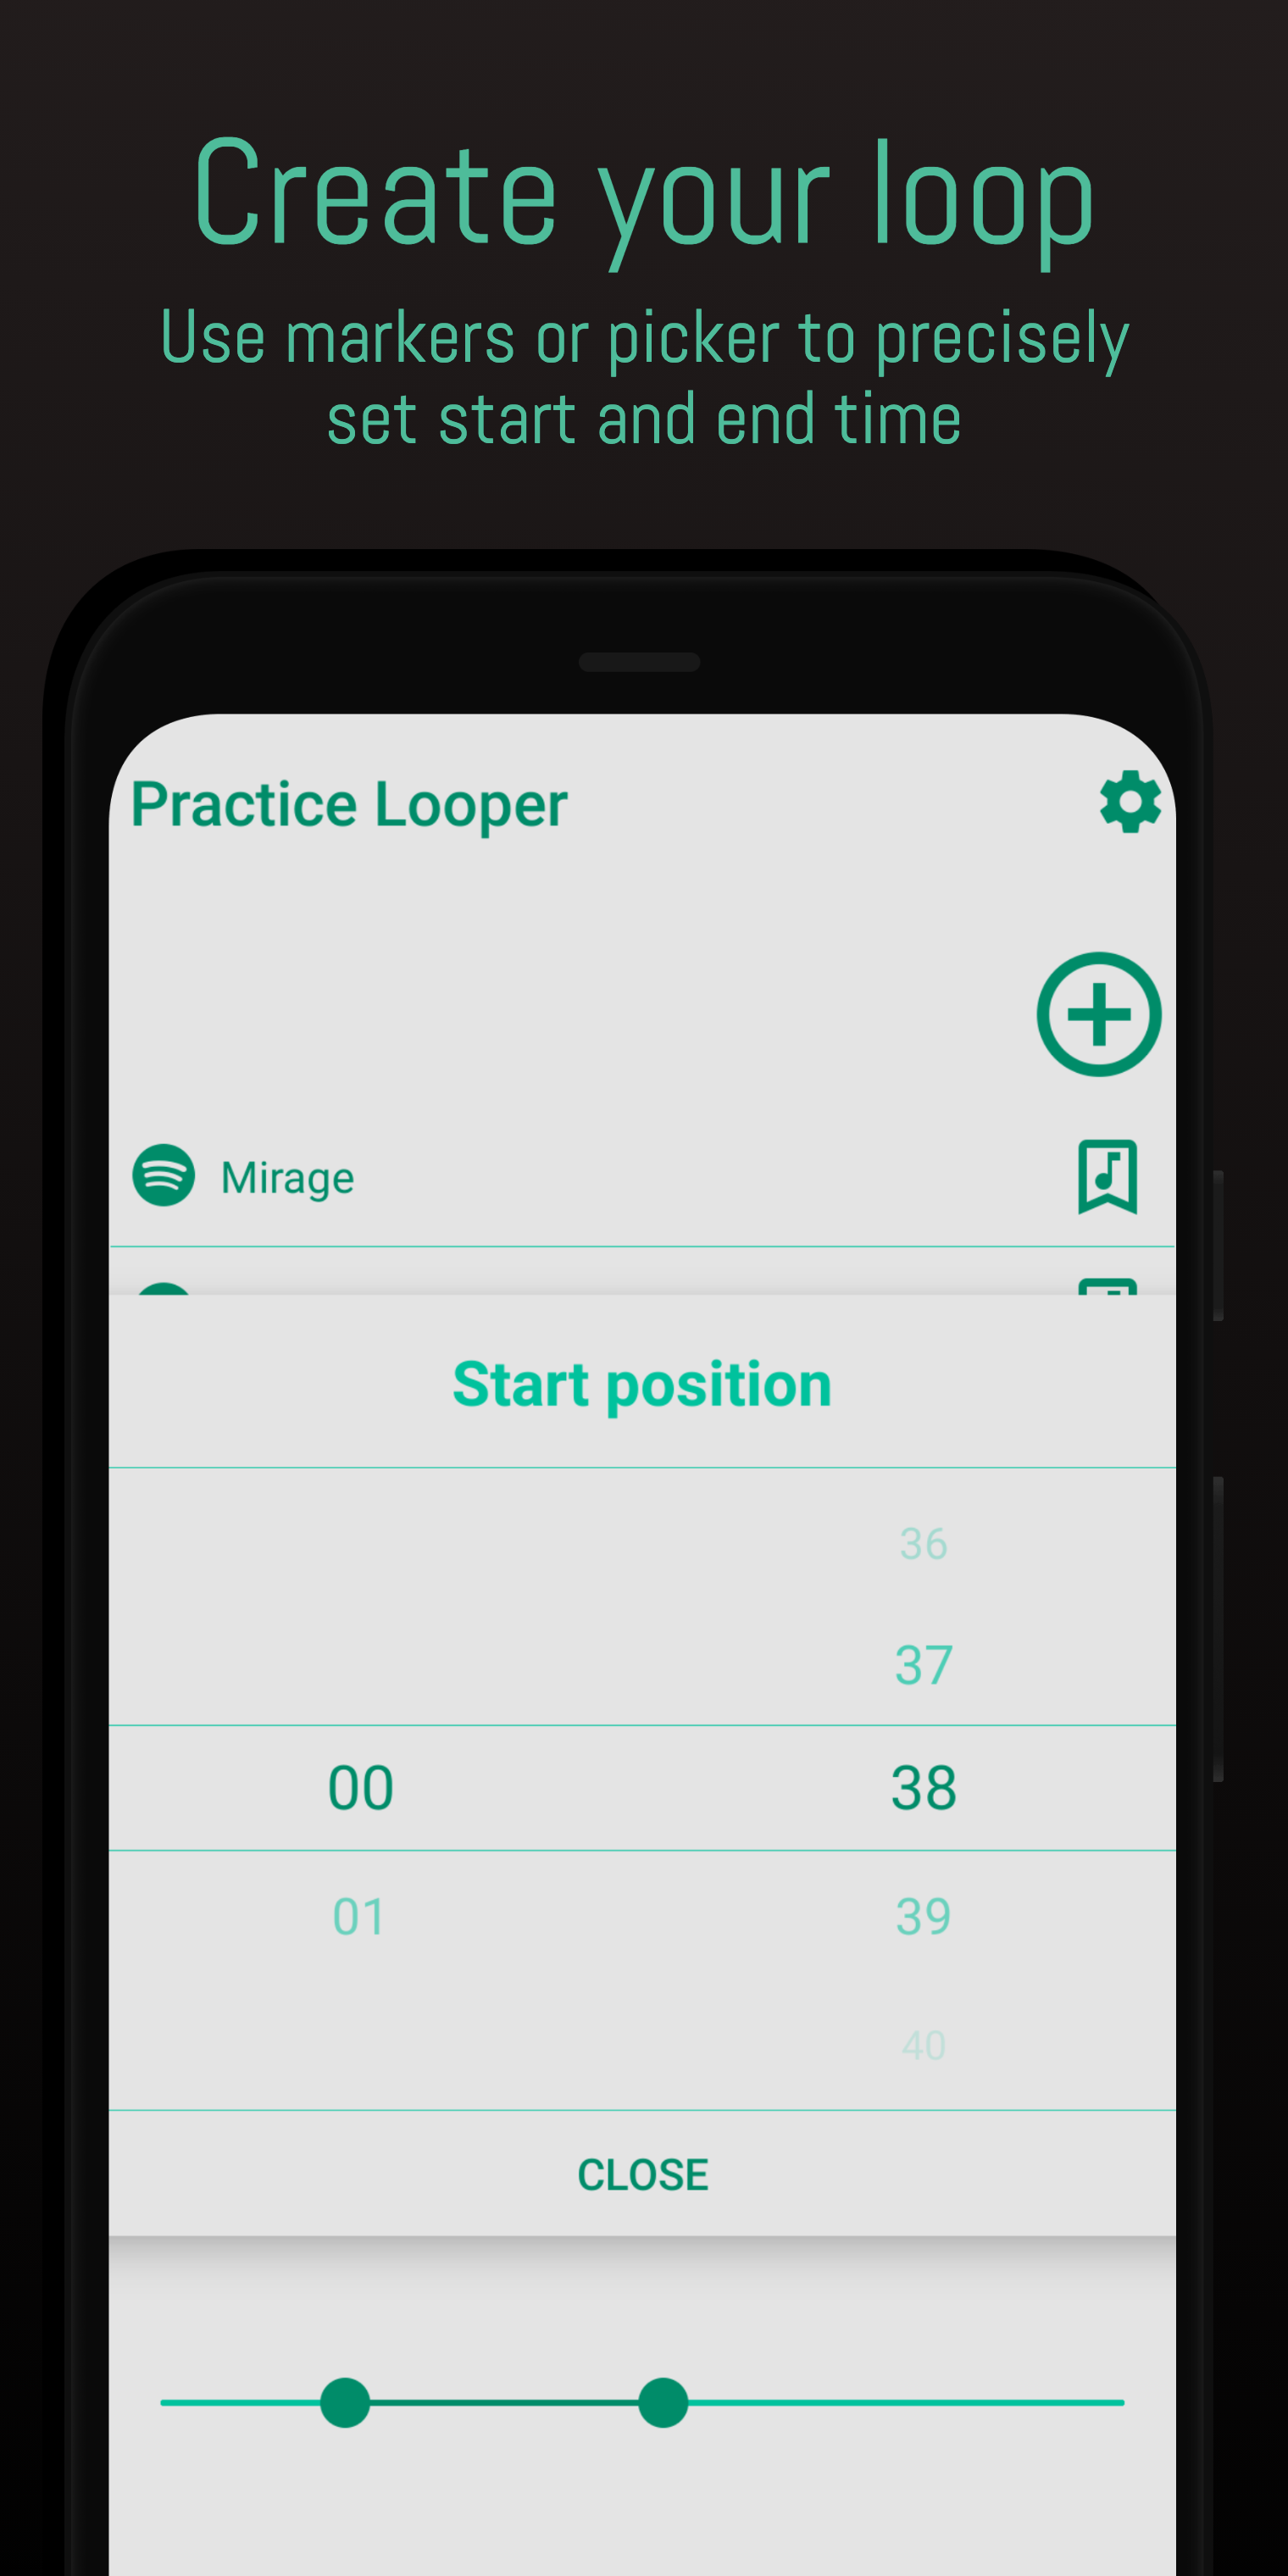 Create your loop
Use markers or picker to precisely
set start and end time
Practice Looper
Mirage
Start position
36
37
00 38
01 39
40
CLOSE